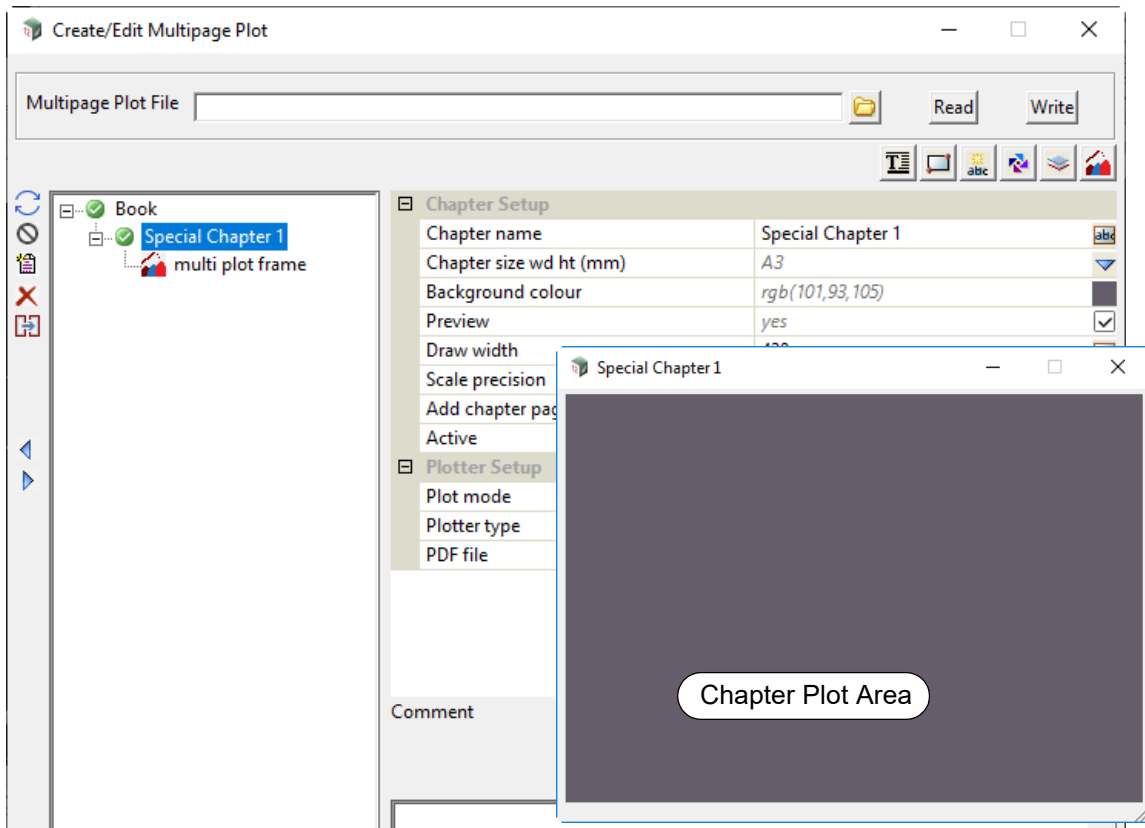 Create/Edit Multipage Plot
Multipage Plot File
Read
Write
abc
Book
Special Chapter 1
multi plot frame
Chapter Setup
Chapter name Special Chapter 1
Chapter size wd ht (mm) A3
Background colour rgb(101,93,105)
Preview yes
Draw width
Scale precision
Add chapter pag
Active
Plotter Setup
Plot mode
Plotter type
PDF file
Comment
Special Chapter 1
Chapter Plot Area